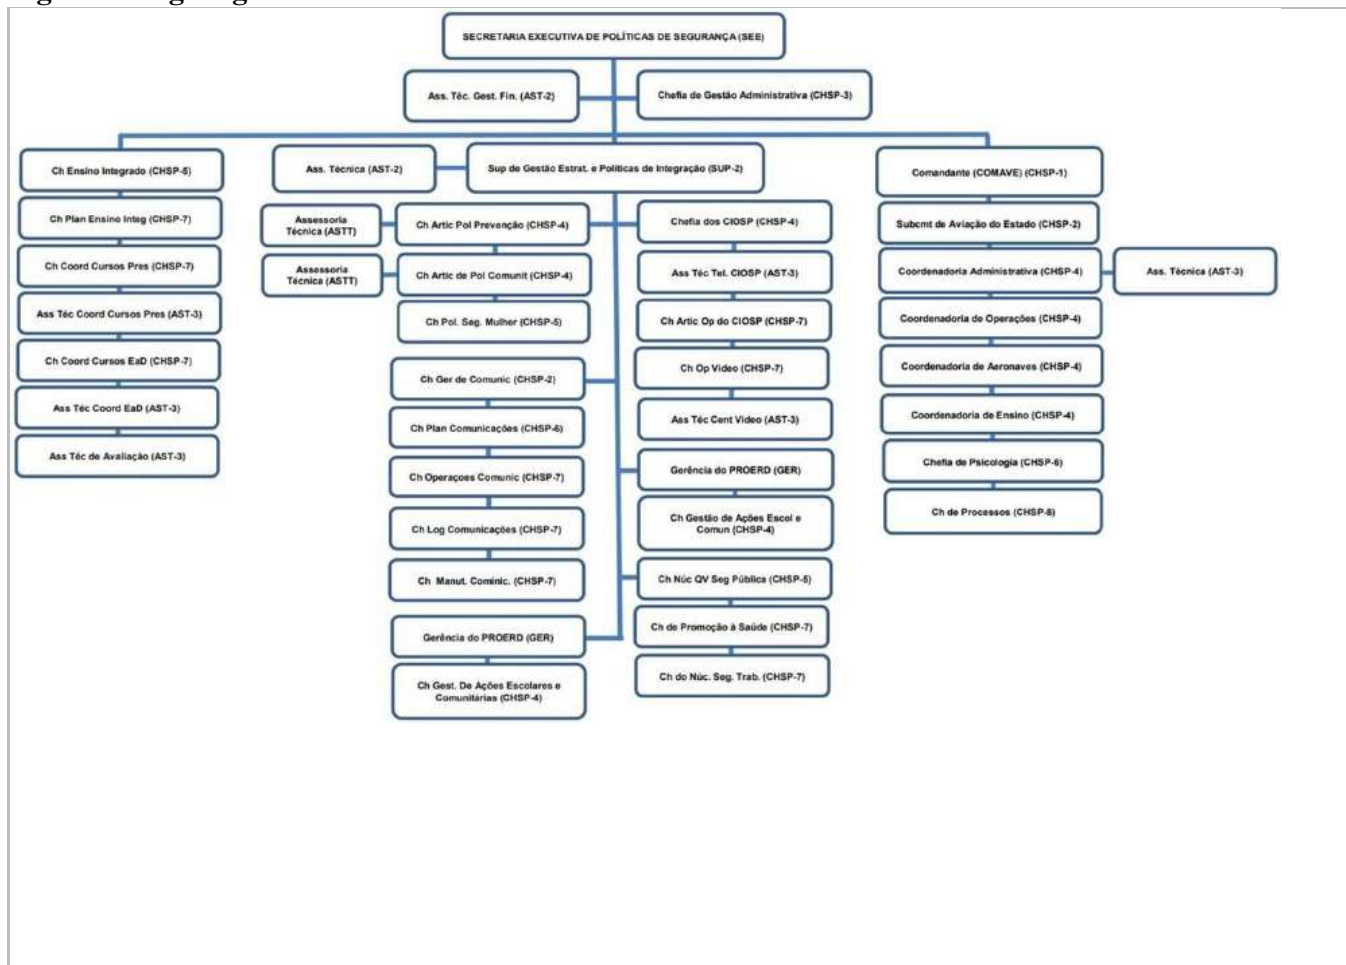 SECRETARIA EXECUTIVA DE POLÍTICAS DE SEGURANÇA (SEE)
Ass. Téc. Gest. Fin. (AST-2)
Chefia de Gestão Administrativa (CHSP-3)
Ch Ensino Integrado (CHSP-5)
Ch Plan Ensino Integ (CHSP-7)
Ch Coord Cursos Pres (CHSP-7)
Ass Téc Coord Cursos Pres (AST-3)
Ch Coord Cursos EaD (CHSP-7)
Ass Téc Coord EaD (AST-3)
Ass Téc de Avaliação (AST-3)
Ass. Técnica (AST-2)
Sup de Gestão Estrat. e Políticas de Integração (SUP-2)
Assessoria
Técnica (ASTT)
Ch Artic Pol Prevenção (CHSP-4)
Assessoria
Técnica (ASTT)
Ch Artic de Pol Comunit (CHSP-4)
Ch Pol. Seg. Mulher (CHSP-5)
Ch Ger de Comunic (CHSP-2)
Ch Plan Comunicações (CHSP-6)
Ch Operaçoes Comunic (CHSP-7)
Ch Log Comunicações (CHSP-7)
Ch Manut. Cominic. (CHSP-7)
Gerência do PROERD (GER)
Ch Gest. De Ações Escolares e
Comunitárias (CHSP-4)
Chefia dos CIOSP (CHSP-4)
Ass Téc Tel. CIOSP (AST-3)
Ch Artic Op do CIOSP (CHSP-7)
Ch Op Video (CHSP-7)
Ass Téc Cent Video (AST-3)
Gerência do PROERD (GER)
Ch Gestão de Ações Escol e
Comun (CHSP-4)
Ch Núc QV Seg Pública (CHSP-5)
Ch de Promoção à Saúde (CHSP-7)
Ch do Núc. Seg. Trab. (CHSP-7)
Comandante (COMAVE) (CHSP-1)
Subcmt de Aviação do Estado (CHSP-2)
Coordenadoria Administrativa (CHSP-4)
Ass. Técnica (AST-3)
Coordenadoria de Operações (CHSP-4)
Coordenadoria de Aeronaves (CHSP-4)
Coordenadoria de Ensino (CHSP-4)
Chefia de Psicologia (CHSP-6)
Ch de Processos (CHSP-8)